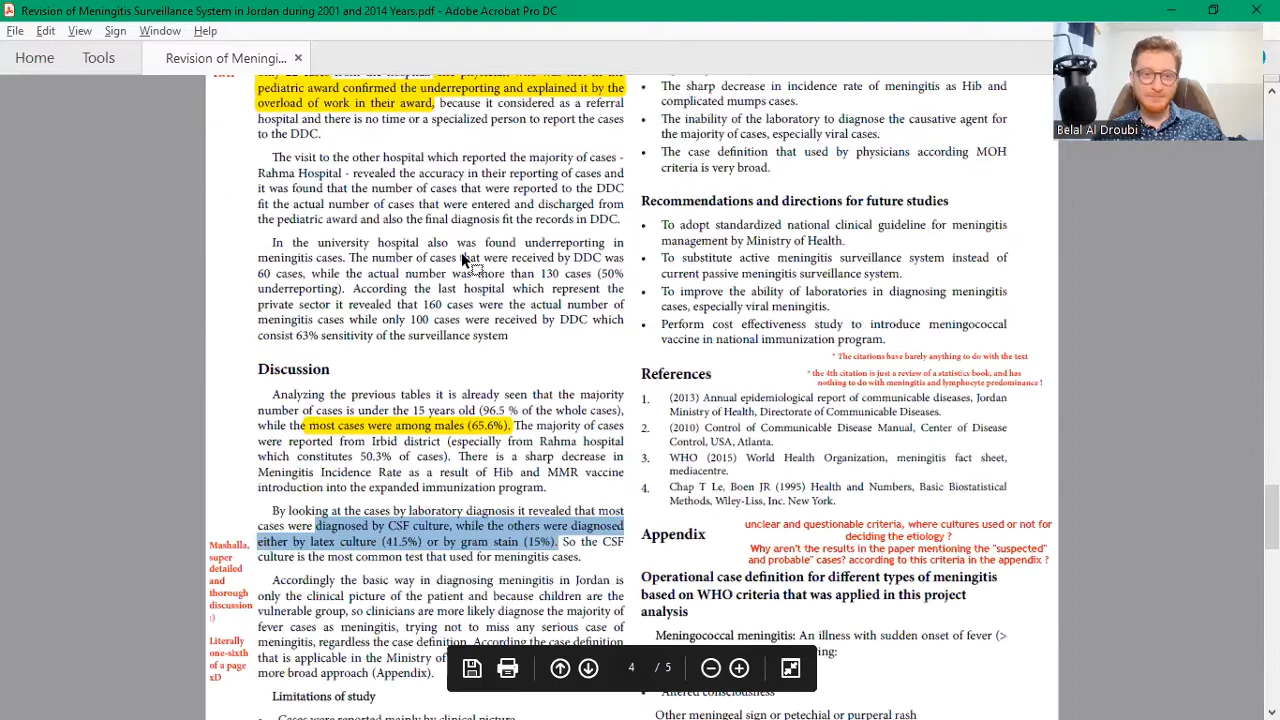 Revision of Meningitis Surveillance System in Jordan during 2001 and 2014 Years.pdf - Adobe Acrobat Pro DC
File Edit View Sign Window Help
Home Tools Revision of Meningi... ×
pediatric award confirmed the underreporting and explained it by the
overload of work in their award, because it considered as a referral
hospital and there is no time or a specialized person to report the cases
to the DDC.
The visit to the other hospital which reported the majority of cases -
Rahma Hospital - revealed the accuracy in their reporting of cases and
it was found that the number of cases that were reported to the DDC
fit the actual number of cases that were entered and discharged from
the pediatric award and also the final diagnosis fit the records in DDC.
In the university hospital also was found underreporting in
meningitis cases. The number of cases that were received by DDC was
60 cases, while the actual number was more than 130 cases (50%
underreporting). According the last hospital which represent the
private sector it revealed that 160 cases were the actual number of
meningitis cases while only 100 cases were received by DDC which
consist 63% sensitivity of the surveillance system
Discussion
Analyzing the previous tables it is already seen that the majority
number of cases is under the 15 years old (96.5 % of the whole cases),
while the most cases were among males (65.6%). The majority of cases
were reported from Irbid district (especially from Rahma hospital
which constitutes 50.3% of cases). There is a sharp decrease in
Meningitis Incidence Rate as a result of Hib and MMR vaccine
introduction into the expanded immunization program.
By looking at the cases by laboratory diagnosis it revealed that most
cases were diagnosed by CSF culture, while the others were diagnosed
either by latex culture (41.5%) or by gram stain (15%). So the CSF
culture is the most common test that used for meningitis cases.
Mashalla,
super
detailed
and
thorough
discussion
:)
Literally
one-sixth
of a page
xD
Accordingly the basic way in diagnosing meningitis in Jordan is
only the clinical picture of the patient and because children are the
vulnerable group, so clinicians are more likely diagnose the majority of
fever cases as meningitis, trying not to miss any serious case of
meningitis, regardless the case definition. According the case definition
that is applicable in the Ministry of
more broad approach (Appendix).
Limitations of study
• Cases were reported mainly by clinical picture
• The sharp decrease in incidence rate of meningitis as Hib and
complicated mumps cases.
• The inability of the laboratory to diagnose the causative agent for
the majority of cases, especially viral cases.
• The case definition that used by physicians according MOH
criteria is very broad.
Recommendations and directions for future studies
• To adopt standardized national clinical guideline for meningitis
management by Ministry of Health.
• To substitute active meningitis surveillance system instead of
current passive meningitis surveillance system.
• To improve the ability of laboratories in diagnosing meningitis
cases, especially viral meningitis.
• Perform cost effectiveness study to introduce meningococcal
vaccine in national immunization program.
* The citations have barely anything to do with the text
References
* the 4th citation is just a review of a statistics book, and has
nothing to do with meningitis and lymphocyte predominance !
1. (2013) Annual epidemiological report of communicable diseases, Jordan
Ministry of Health, Directorate of Communicable Diseases.
2. (2010) Control of Communicable Disease Manual, Center of Disease
Control, USA, Atlanta.
3. WHO (2015) World Health Organization, meningitis fact sheet,
mediacentre.
4. Chap T Le, Boen JR (1995) Health and Numbers, Basic Biostatistical
Methods, Wiley-Liss, Inc. New York.
Appendix
unclear and questionable criteria, where cultures used or not for
deciding the etiology ?
Why aren't the results in the paper mentioning the "suspected"
and probable" cases? according to this criteria in the appendix ?
Operational case definition for different types of meningitis
based on WHO criteria that was applied in this project
analysis
Meningococcal meningitis: An illness with sudden onset of fever (>
ing:
Altered consciousness
Other meningeal sign or petechial or purperal rash
4 / 5
Belal Al Droubi